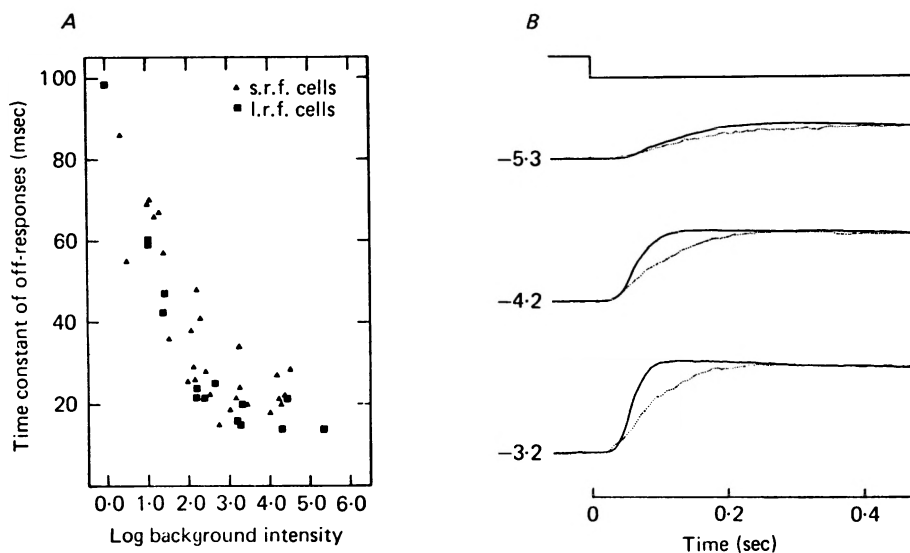 A
B
100
80
60
40
20
Time constant of off-responses (msec)
s.r.f. cells
l.r.f. cells
0·0 1·0 2·0 3·0 4·0 5·0 6·0
Log background intensity
−5·3
−4·2
−3·2
0 0·2 0·4
Time (sec)